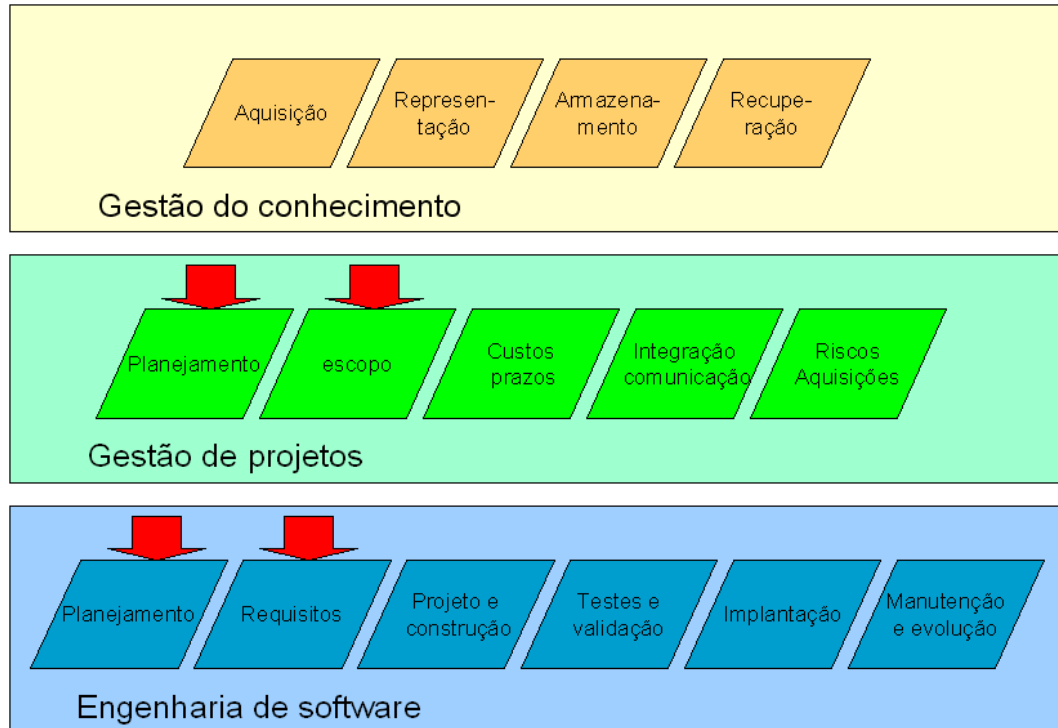 Aquisição
Represen-
tação
Armazena-
mento
Recupe-
ração
Gestão do conhecimento
Planejamento
escopo
Custos
prazos
Integração
comunicação
Riscos
Aquisições
Gestão de projetos
Planejamento
Requisitos
Projeto e
construção
Testes e
validação
Implantação
Manutenção
e evolução
Engenharia de software